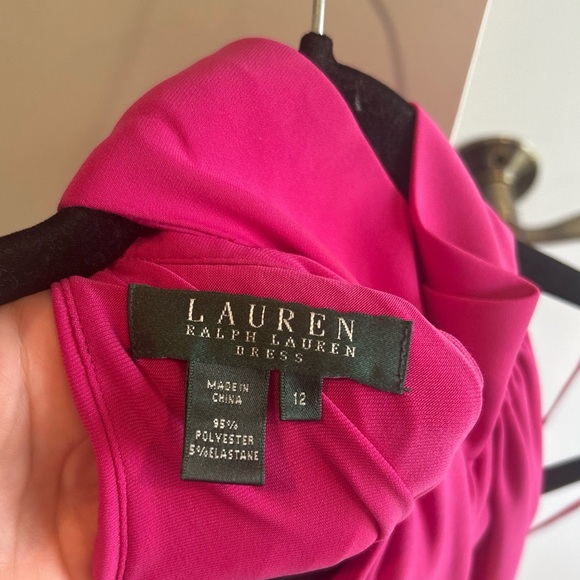 LAUREN
RALPH LAUREN
DRESS
MADE IN
CHINA
95%
POLYESTER
5%ELASTANE
12